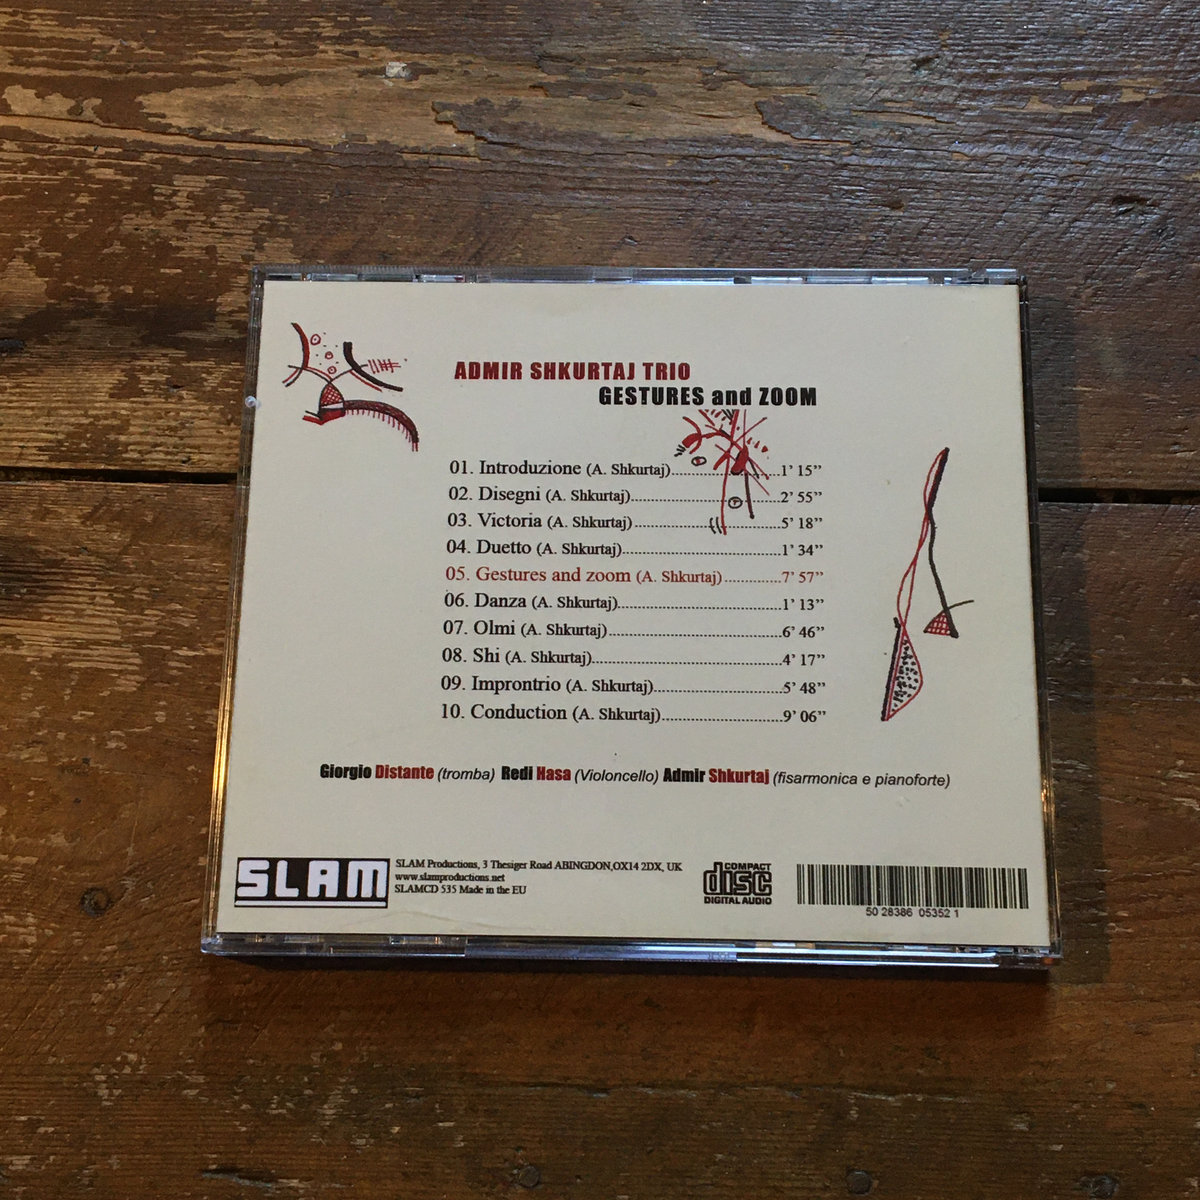 ADMIR SHKURTAJ TRIO
GESTURES and ZOOM
01. Introduzione (A. Shkurtaj)..............................1' 15"
02. Disegni (A. Shkurtaj)..........................................2' 55"
03. Victoria (A. Shkurtaj)........................................5' 18"
04. Duetto (A. Shkurtaj)............................................1' 34"
05. Gestures and zoom (A. Shkurtaj)...............7' 57"
06. Danza (A. Shkurtaj).............................................1' 13"
07. Olmi (A. Shkurtaj)................................................6' 46"
08. Shi (A. Shkurtaj)....................................................4' 17"
09. Improntrio (A. Shkurtaj)....................................5' 48"
10. Conduction (A. Shkurtaj)..................................9' 06"
Giorgio Distante (tromba) Redi Hasa (Violoncello) Admir Shkurtaj (fisarmonica e pianoforte)
SLAM
SLAM Productions, 3 Thesiger Road ABINGDON,OX14 2DX, UK
www.slamproductions.net
SLAMCD 535 Made in the EU
COMPACT
disc
DIGITAL AUDIO
50 28386 05352 1